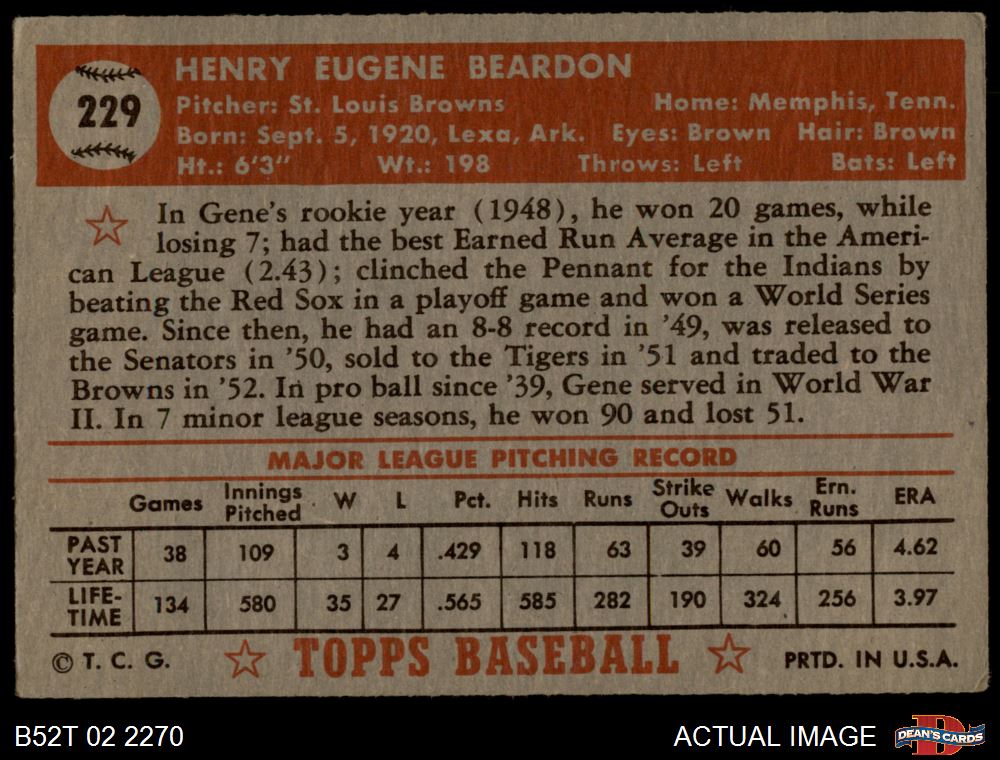 HENRY EUGENE BEARDON
229
Pitcher: St. Louis Browns Home: Memphis, Tenn.
Born: Sept. 5, 1920, Lexa, Ark. Eyes: Brown Hair: Brown
Ht.: 6'3" Wt.: 198 Throws: Left Bats: Left
In Gene's rookie year (1948), he won 20 games, while
losing 7; had the best Earned Run Average in the Ameri-
can League (2.43); clinched the Pennant for the Indians by
beating the Red Sox in a playoff game and won a World Series
game. Since then, he had an 8-8 record in '49, was released to
the Senators in '50, sold to the Tigers in '51 and traded to the
Browns in '52. In pro ball since '39, Gene served in World War
II. In 7 minor league seasons, he won 90 and lost 51.
MAJOR LEAGUE PITCHING RECORD
Games Innings Pitched W L Pct. Hits Runs Strike Outs Walks Ern. Runs ERA
PAST YEAR 38 109 3 4 .429 118 63 39 60 56 4.62
LIFE-TIME 134 580 35 27 .565 585 282 190 324 256 3.97
© T. C. G. TOPPS BASEBALL PRTD. IN U.S.A.
B52T 02 2270 ACTUAL IMAGE DEAN'S CARDS